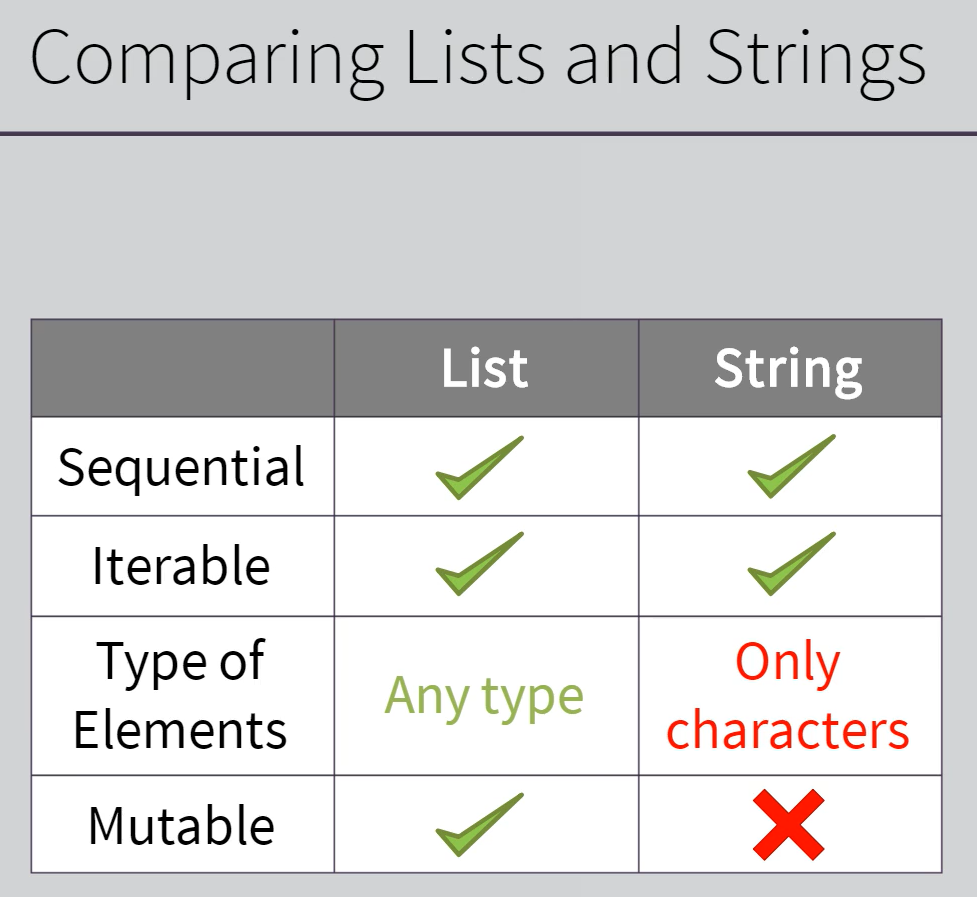 Comparing Lists and Strings
List String
Sequential
Iterable
Type of
Elements
Any type
Only
characters
Mutable